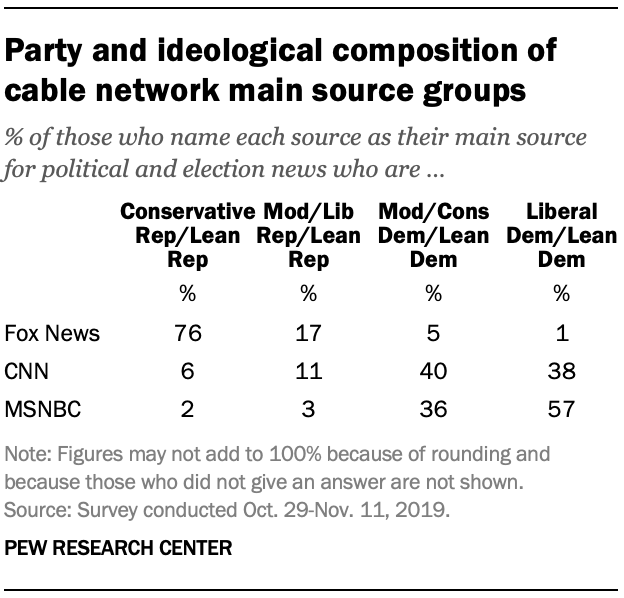 Party and ideological composition of
cable network main source groups
% of those who name each source as their main source
for political and election news who are ...
Conservative Mod/Lib Mod/Cons Liberal
Rep/Lean Rep/Lean Dem/Lean Dem/Lean
Rep Rep Dem Dem
% % % %
Fox News 76 17 5 1
CNN 6 11 40 38
MSNBC 2 3 36 57
Note: Figures may not add to 100% because of rounding and
because those who did not give an answer are not shown.
Source: Survey conducted Oct. 29-Nov. 11, 2019.
PEW RESEARCH CENTER